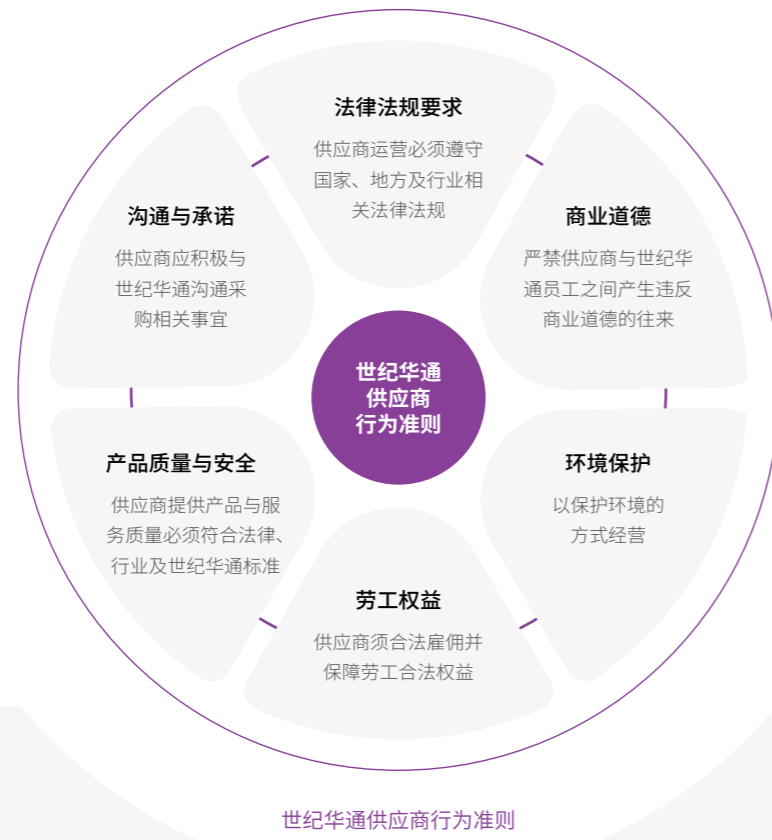 法律法规要求
供应商运营必须遵守
国家、地方及行业相
关法律法规
商业道德
严禁供应商与世纪华
通员工之间产生违反
商业道德的往来
环境保护
以保护环境的
方式经营
劳工权益
供应商须合法雇佣并
保障劳工合法权益
产品质量与安全
供应商提供产品与服
务质量必须符合法律、
行业及世纪华通标准
沟通与承诺
供应商应积极与
世纪华通沟通采
购相关事宜
世纪华通
供应商
行为准则
世纪华通供应商行为准则